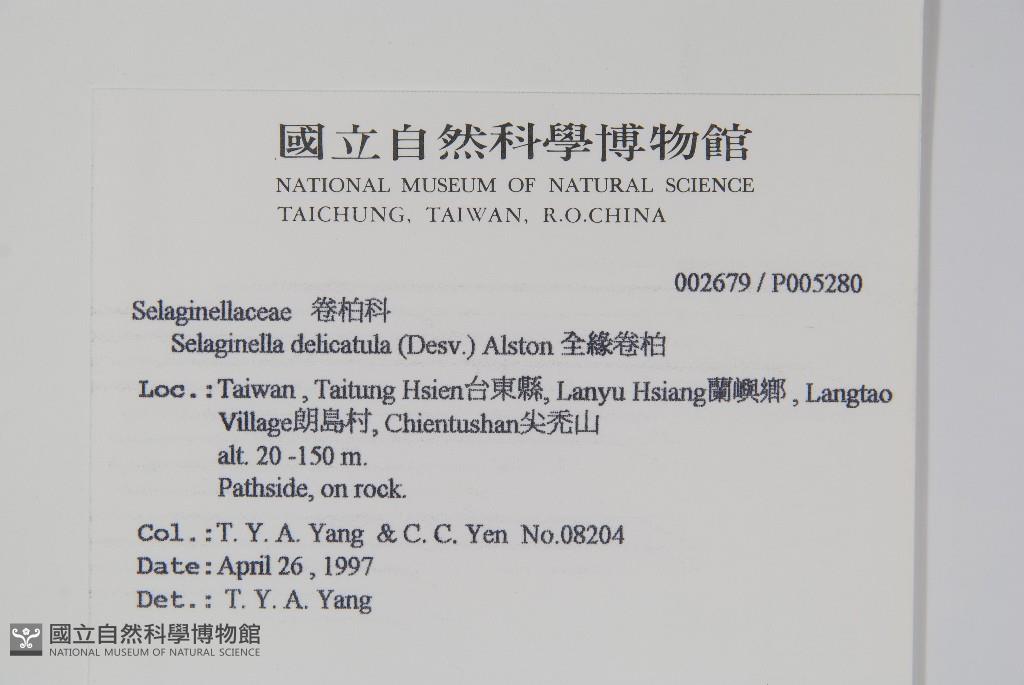 國立自然科學博物館
NATIONAL MUSEUM OF NATURAL SCIENCE
TAICHUNG, TAIWAN, R.O.CHINA
002679 / P005280
Selaginellaceae 卷柏科
Selaginella delicatula (Desv.) Alston 全緣卷柏
Loc.: Taiwan , Taitung Hsien台東縣, Lanyu Hsiang蘭嶼鄉 , Langtao
Village朗島村, Chientushan尖禿山
alt. 20 -150 m.
Pathside, on rock.
Col.: T. Y. A. Yang & C. C. Yen No.08204
Date: April 26 , 1997
Det.: T. Y. A. Yang
國立自然科學博物館
NATIONAL MUSEUM OF NATURAL SCIENCE